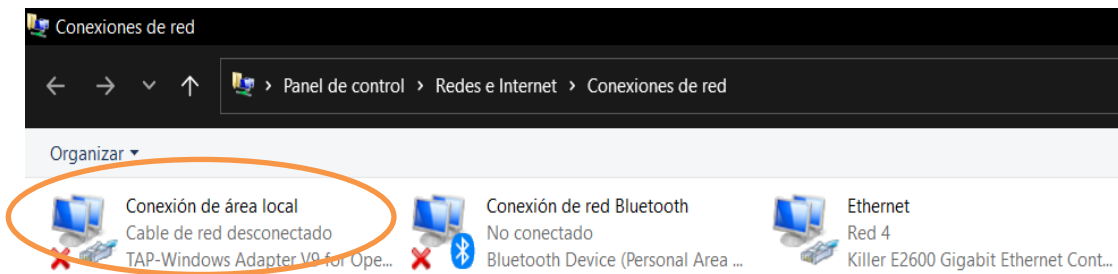 Conexiones de red
Panel de control > Redes e Internet > Conexiones de red
Organizar
Conexión de área local
Cable de red desconectado
TAP-Windows Adapter V9 for Ope...
Conexión de red Bluetooth
No conectado
Bluetooth Device (Personal Area ...
Ethernet
Red 4
Killer E2600 Gigabit Ethernet Cont...